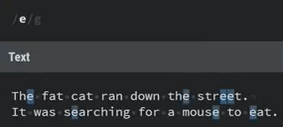 /e/g
Text
The fat cat ran down the street.
It was searching for a mouse to eat.